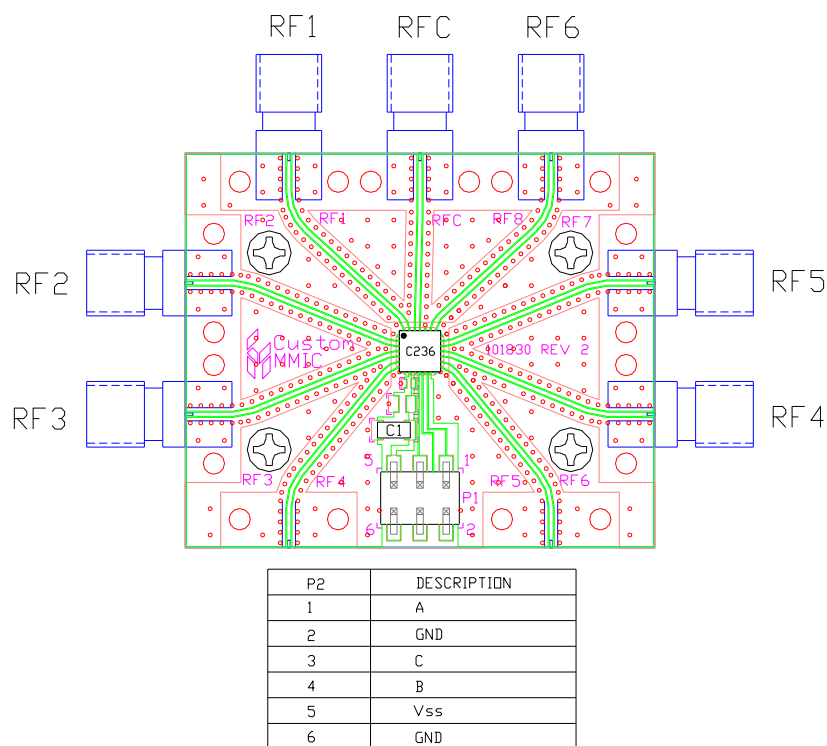 RF1 RFC RF6
RF2 RF1 RFC RF8 RF7
RF2 RF5
Custom
MMIC
C236
101830 REV 2
RF3 RF4
C1
5 1
RF3 RF4 RF5 RF6
P1
6 2
P2 DESCRIPTION
1 A
2 GND
3 C
4 B
5 Vss
6 GND